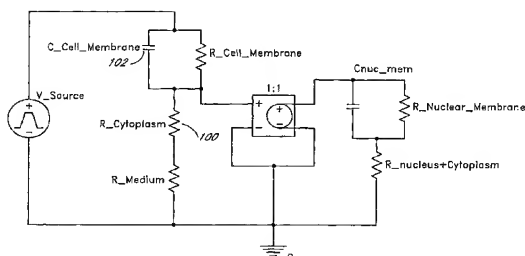 C_Cell_Membrane
102
R_Cell_Membrane
V_Source
1:1
Cnuc_mem
R_Nuclear_Membrane
R_Cytoplasm
100
R_Medium
R_nucleus+Cytoplasm